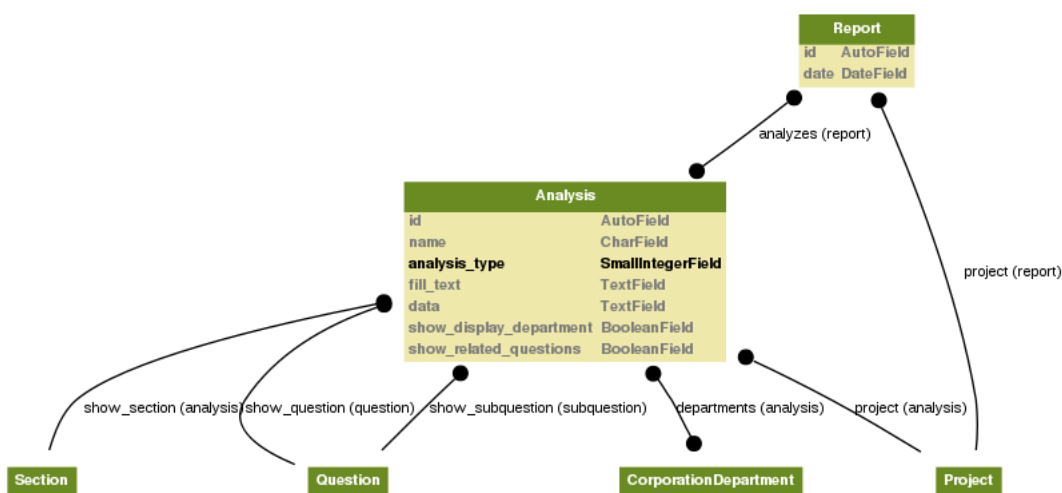 Report
id AutoField
date DateField
analyzes (report)
Analysis
id AutoField
name CharField
analysis_type SmallIntegerField
fill_text TextField
data TextField
show_display_department BooleanField
show_related_questions BooleanField
project (report)
show_section (analysis) show_question (question) show_subquestion (subquestion) departments (analysis) project (analysis)
Section Question CorporationDepartment Project